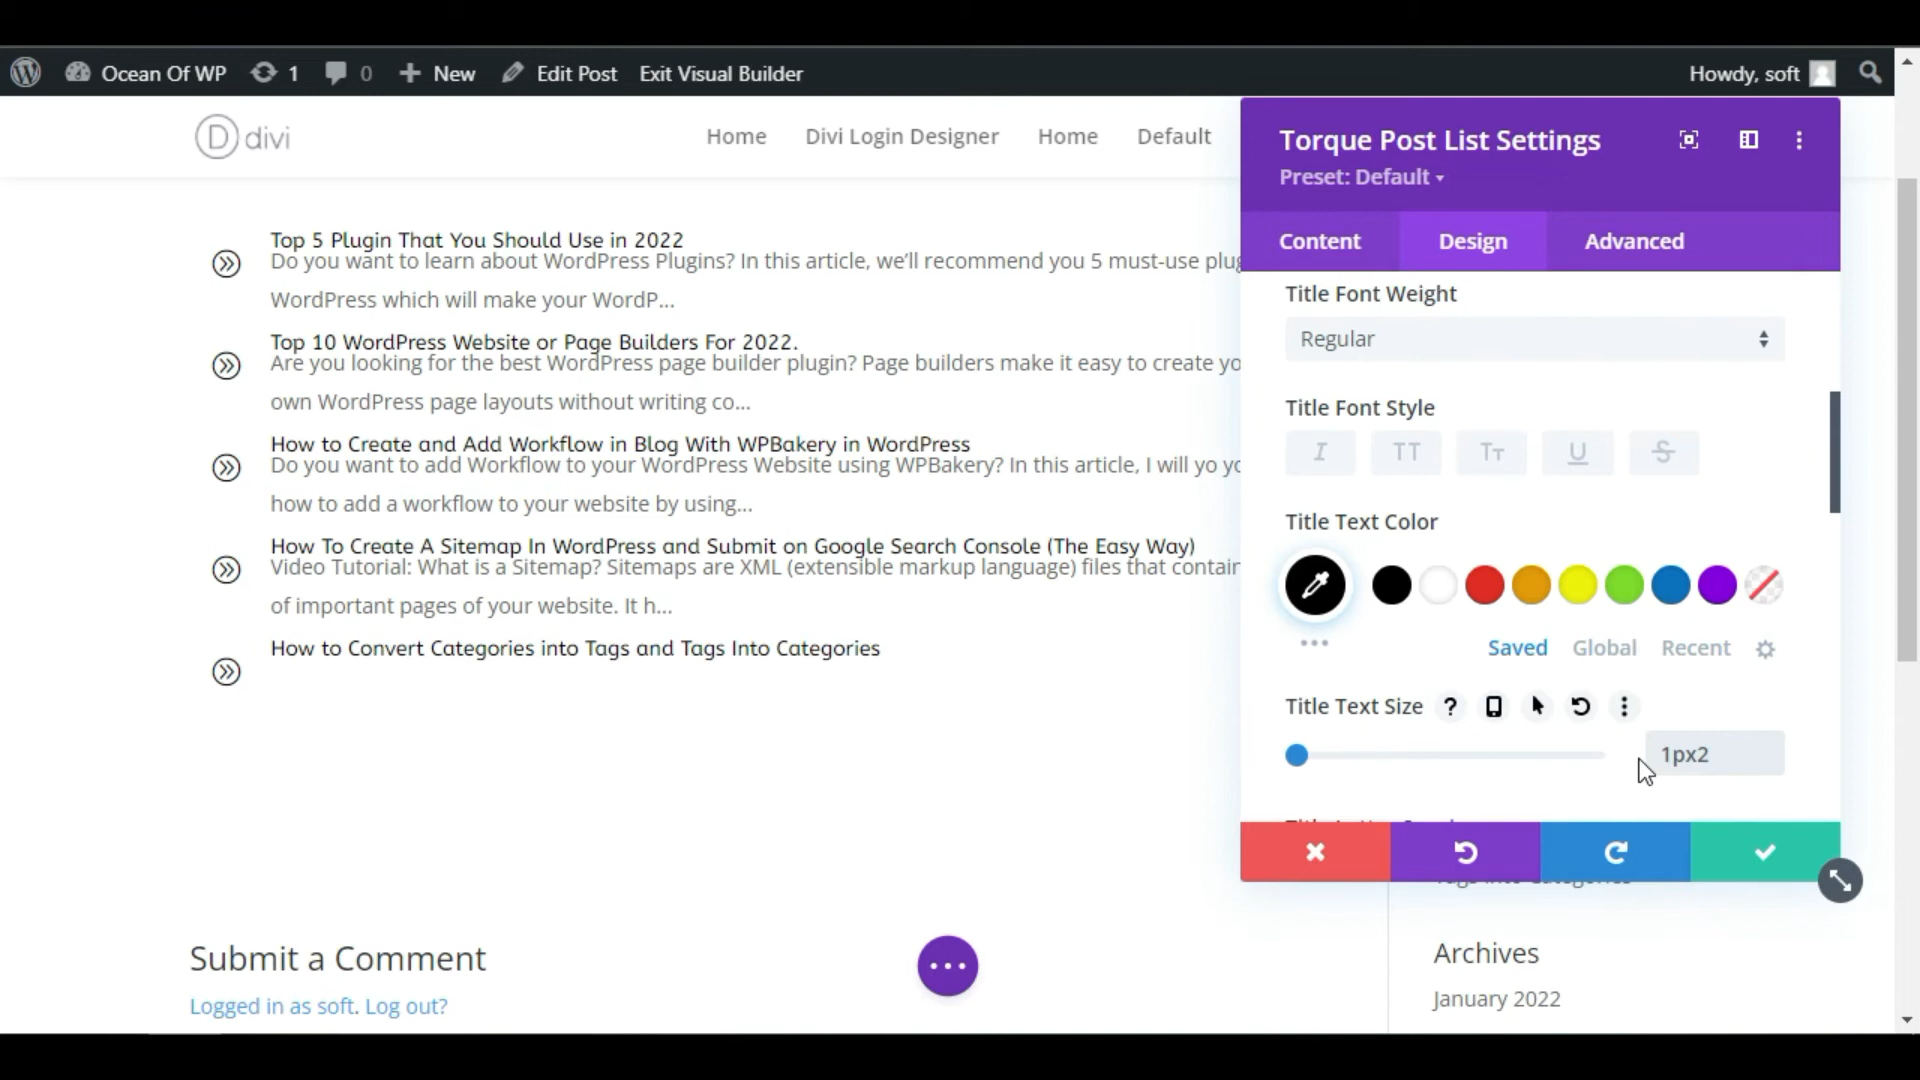 Ocean Of WP 1 0 New Edit Post Exit Visual Builder Howdy, soft
D divi Home Divi Login Designer Home Default
Top 5 Plugin That You Should Use in 2022
Do you want to learn about WordPress Plugins? In this article, we'll recommend you 5 must-use plug
WordPress which will make your WordP...
Top 10 WordPress Website or Page Builders For 2022.
Are you looking for the best WordPress page builder plugin? Page builders make it easy to create yo
own WordPress page layouts without writing co...
How to Create and Add Workflow in Blog With WPBakery in WordPress
Do you want to add Workflow to your WordPress Website using WPBakery? In this article, I will yo yo
how to add a workflow to your website by using...
How To Create A Sitemap In WordPress and Submit on Google Search Console (The Easy Way)
Video Tutorial: What is a Sitemap? Sitemaps are XML (extensible markup language) files that contain
of important pages of your website. It h...
How to Convert Categories into Tags and Tags Into Categories
Submit a Comment
Logged in as soft. Log out?
Torque Post List Settings
Preset: Default
Content Design Advanced
Title Font Weight
Regular
Title Font Style
I TT TT U S
Title Text Color
Saved Global Recent
Title Text Size ?
1px2
Archives
January 2022